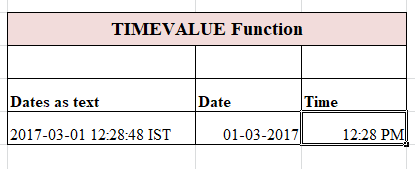 TIMEVALUE Function
Dates as text Date Time
2017-03-01 12:28:48 IST 01-03-2017 12:28 PM